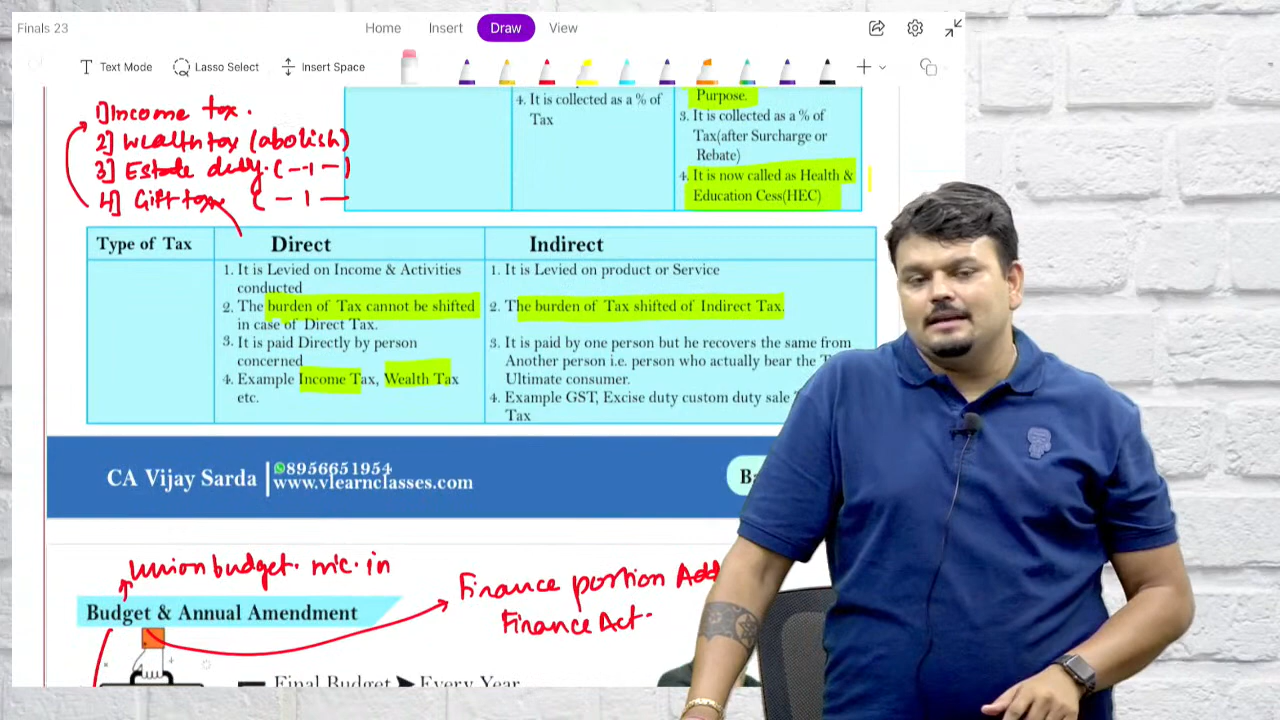 Finals 23
Home Insert Draw View
Text Mode Lasso Select Insert Space
1] Income tax.
2] Wealth tax (abolish)
3] Estate duty. (—1—)
4] Gift tax (—1—
4. It is collected as a % of
Tax
Purpose.
3. It is collected as a % of
Tax(after Surcharge or
Rebate)
4. It is now called as Health &
Education Cess(HEC)
Type of Tax Direct Indirect
1. It is Levied on Income & Activities
conducted
2. The burden of Tax cannot be shifted
in case of Direct Tax.
3. It is paid Directly by person
concerned
4. Example Income Tax, Wealth Tax
etc.
1. It is Levied on product or Service
2. The burden of Tax shifted of Indirect Tax.
3. It is paid by one person but he recovers the same from
Another person i.e. person who actually bear the
Ultimate consumer.
4. Example GST, Excise duty custom duty sale
Tax
CA Vijay Sarda
8956651954
www.vlearnclasses.com
Union budget. in
Finance portion
Finance Act.
Budget & Annual Amendment
Final Budget Every Year